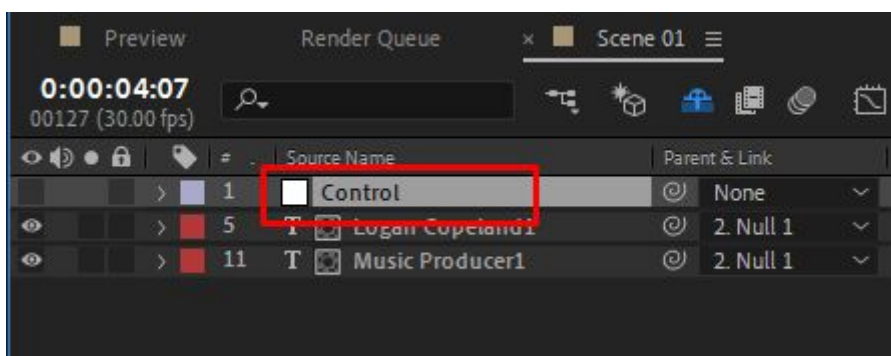 Preview Render Queue × Scene 01
0:00:04:07
00127 (30.00 fps)
# . Source Name Parent & Link
1 Control None
5 T Logan Copeland1 2. Null 1
11 T Music Producer1 2. Null 1